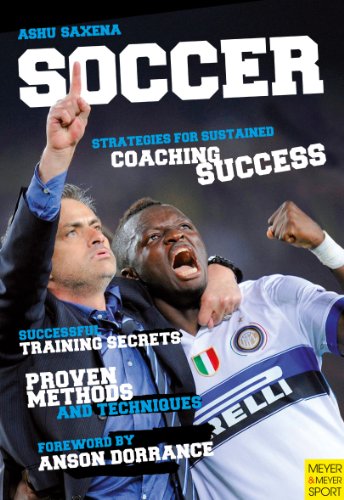 ASHU SAXENA
SOCCER
STRATEGIES FOR SUSTAINED
COACHING
SUCCESS
SUCCESSFUL
TRAINING SECRETS
PROVEN
METHODS
AND TECHNIQUES
FOREWORD BY
ANSON DORRANCE
IRELLI
MEYER
& MEYER
SPORT